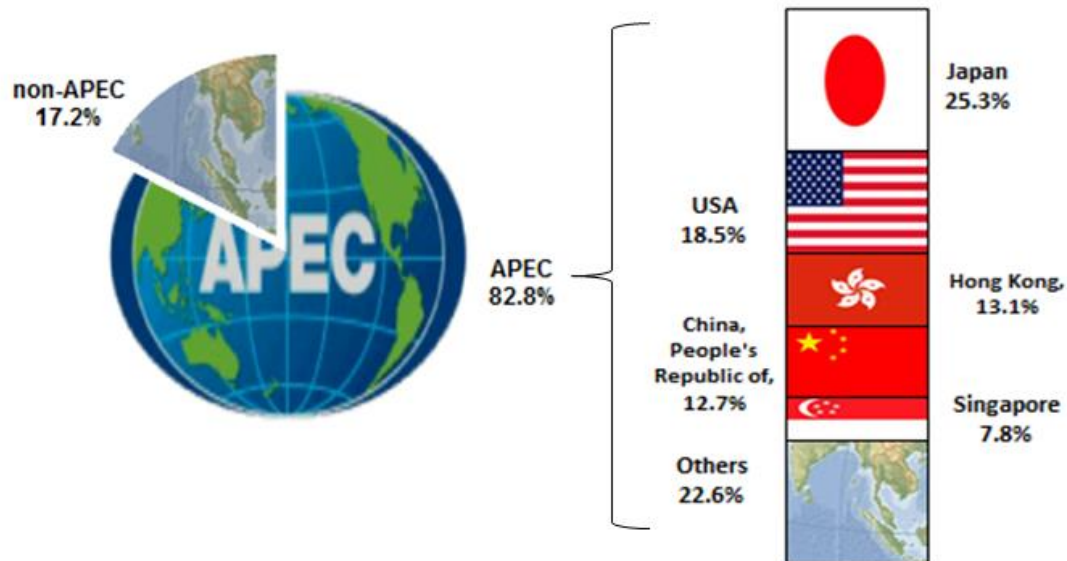 non-APEC
17.2%
APEC
APEC
82.8%
Japan
25.3%
USA
18.5%
Hong Kong,
13.1%
China,
People's
Republic of,
12.7%
Singapore
7.8%
Others
22.6%